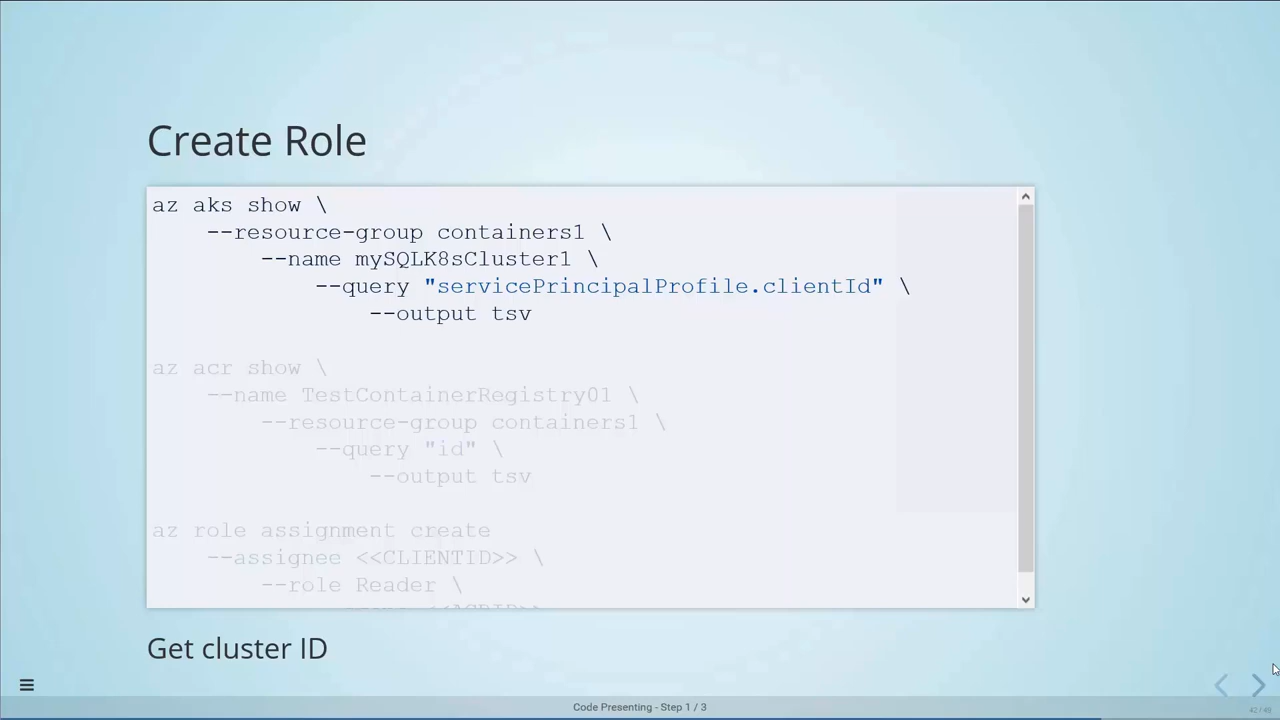 Create Role
az aks show \
--resource-group containers1 \
--name mySQLK8sCluster1 \
--query "servicePrincipalProfile.clientId" \
--output tsv
az acr show \
--name TestContainerRegistry01 \
--resource-group containers1 \
--query "id" \
--output tsv
az role assignment create
--assignee <<CLIENTID>> \
--role Reader \
Get cluster ID
Code Presenting - Step 1 / 3
42 / 49